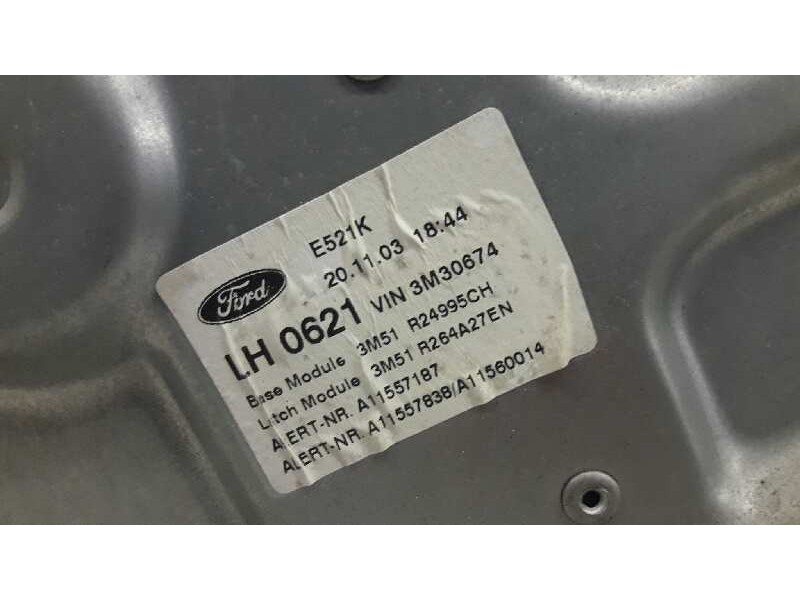 E521K
20.11.03 18:44
Ford
LH 0621 VIN 3M30674
Base Module 3M51 R24995CH
Latch Module 3M51 R264A27EN
ALERT-NR. A11557187
ALERT-NR. A11557838/A11560014